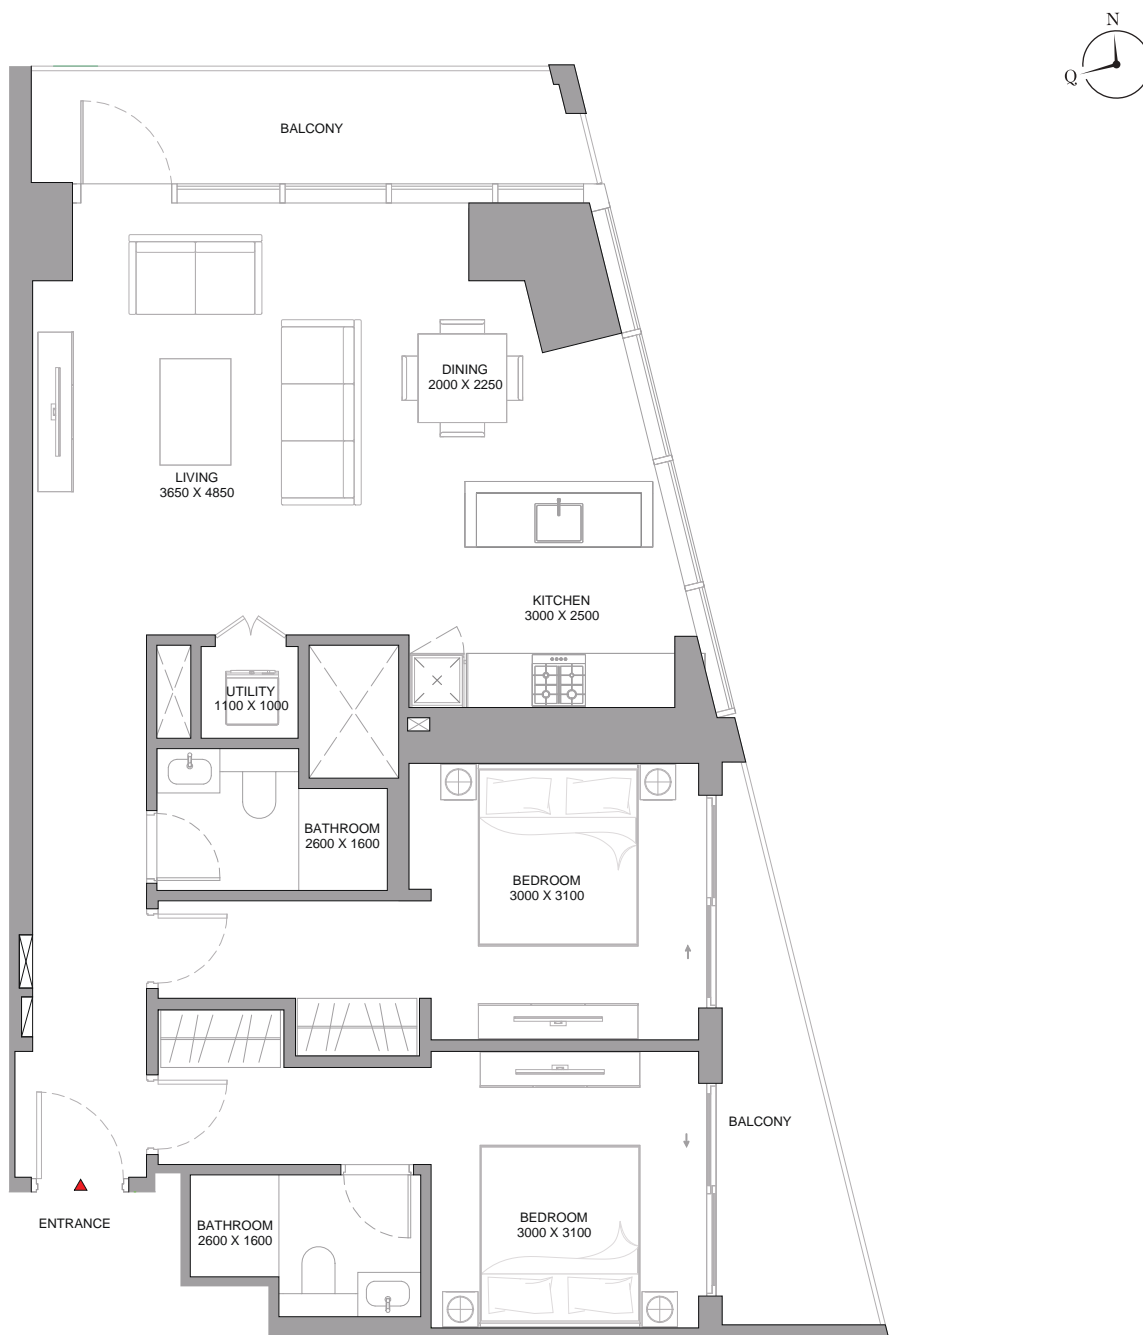 N
Q
BALCONY
DINING
2000 X 2250
LIVING
3650 X 4850
KITCHEN
3000 X 2500
UTILITY
1100 X 1000
BATHROOM
2600 X 1600
BEDROOM
3000 X 3100
BALCONY
BEDROOM
3000 X 3100
BATHROOM
2600 X 1600
ENTRANCE